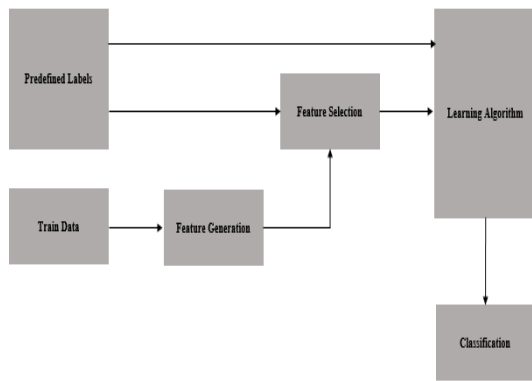 Predefined Labels
Feature Selection
Learning Algorithm
Train Data
Feature Generation
Classification